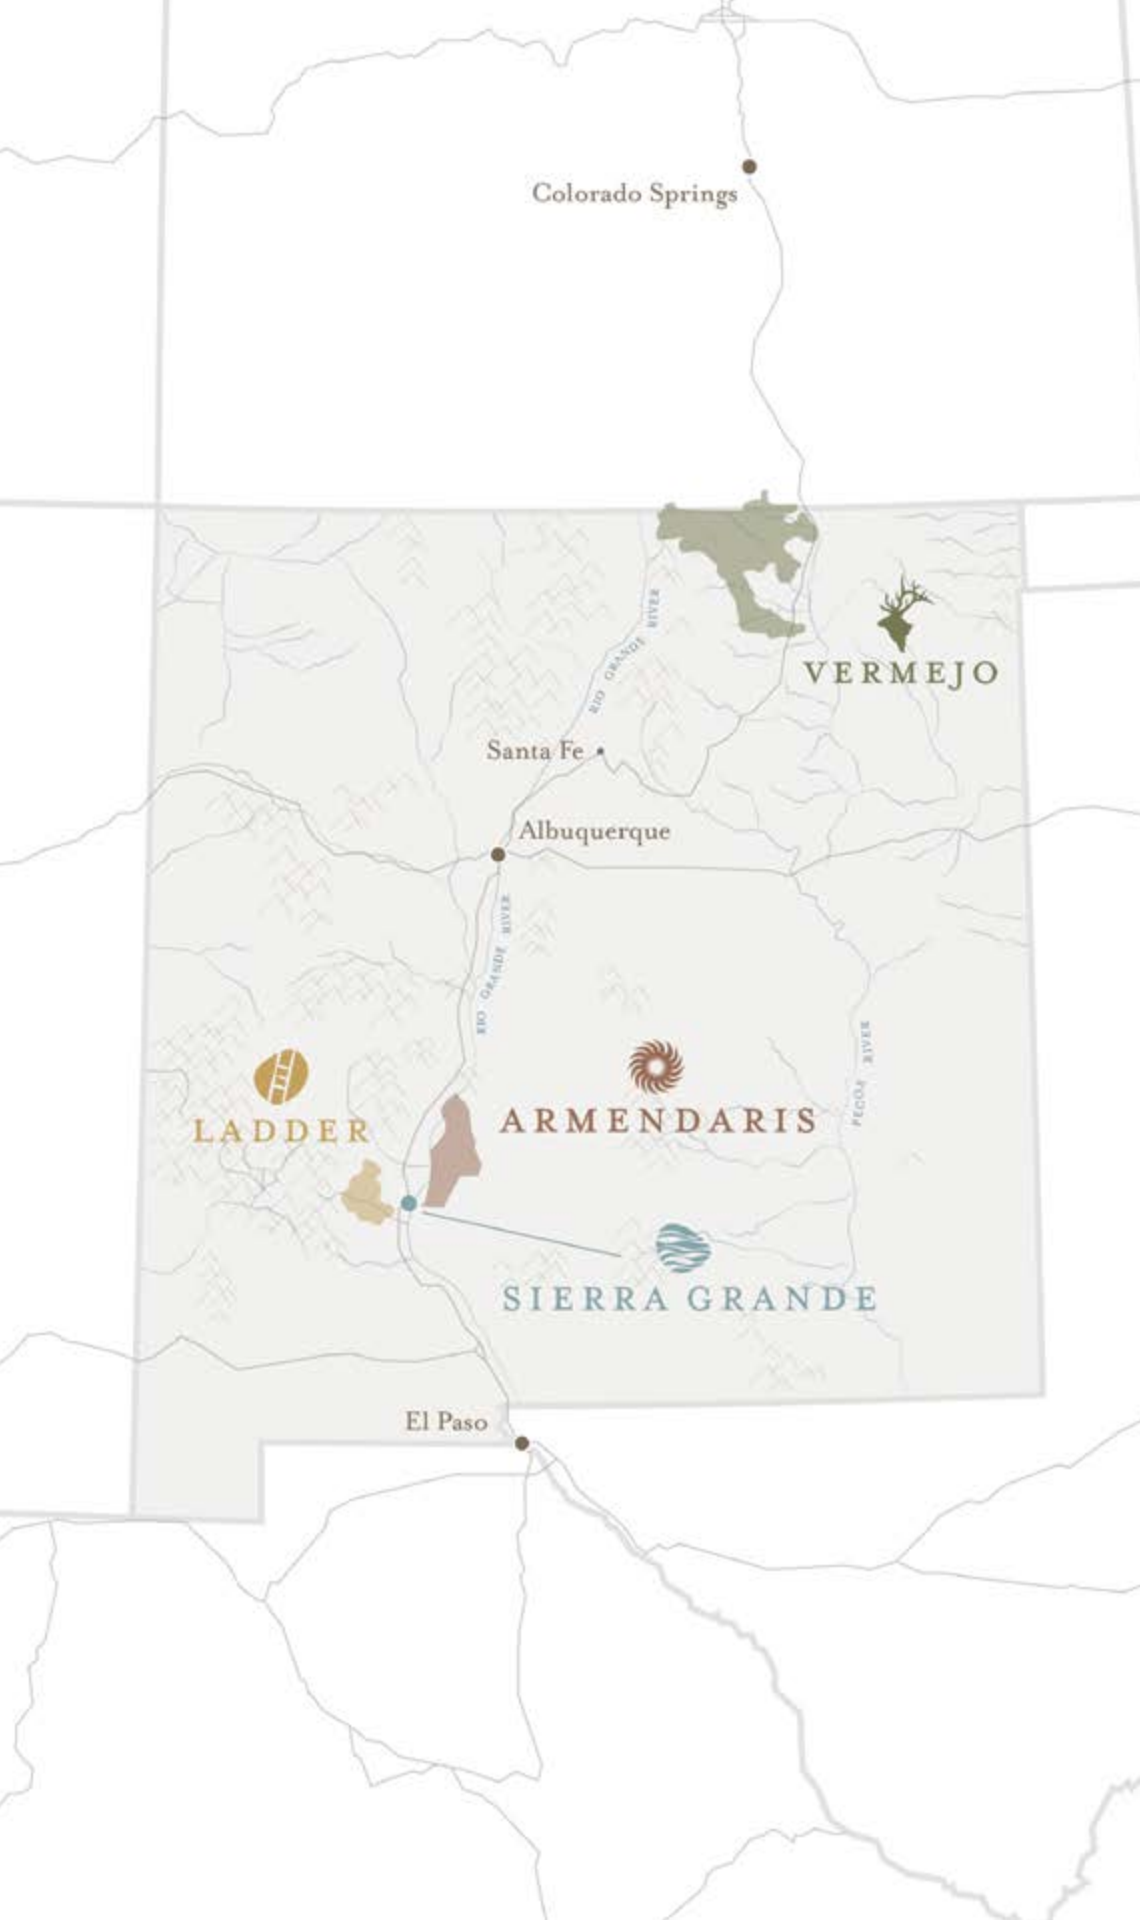 Colorado Springs
RIO GRANDE RIVER
VERMEJO
Santa Fe
Albuquerque
RIO GRANDE RIVER
PECOS RIVER
LADDER
ARMENDARIS
SIERRA GRANDE
El Paso